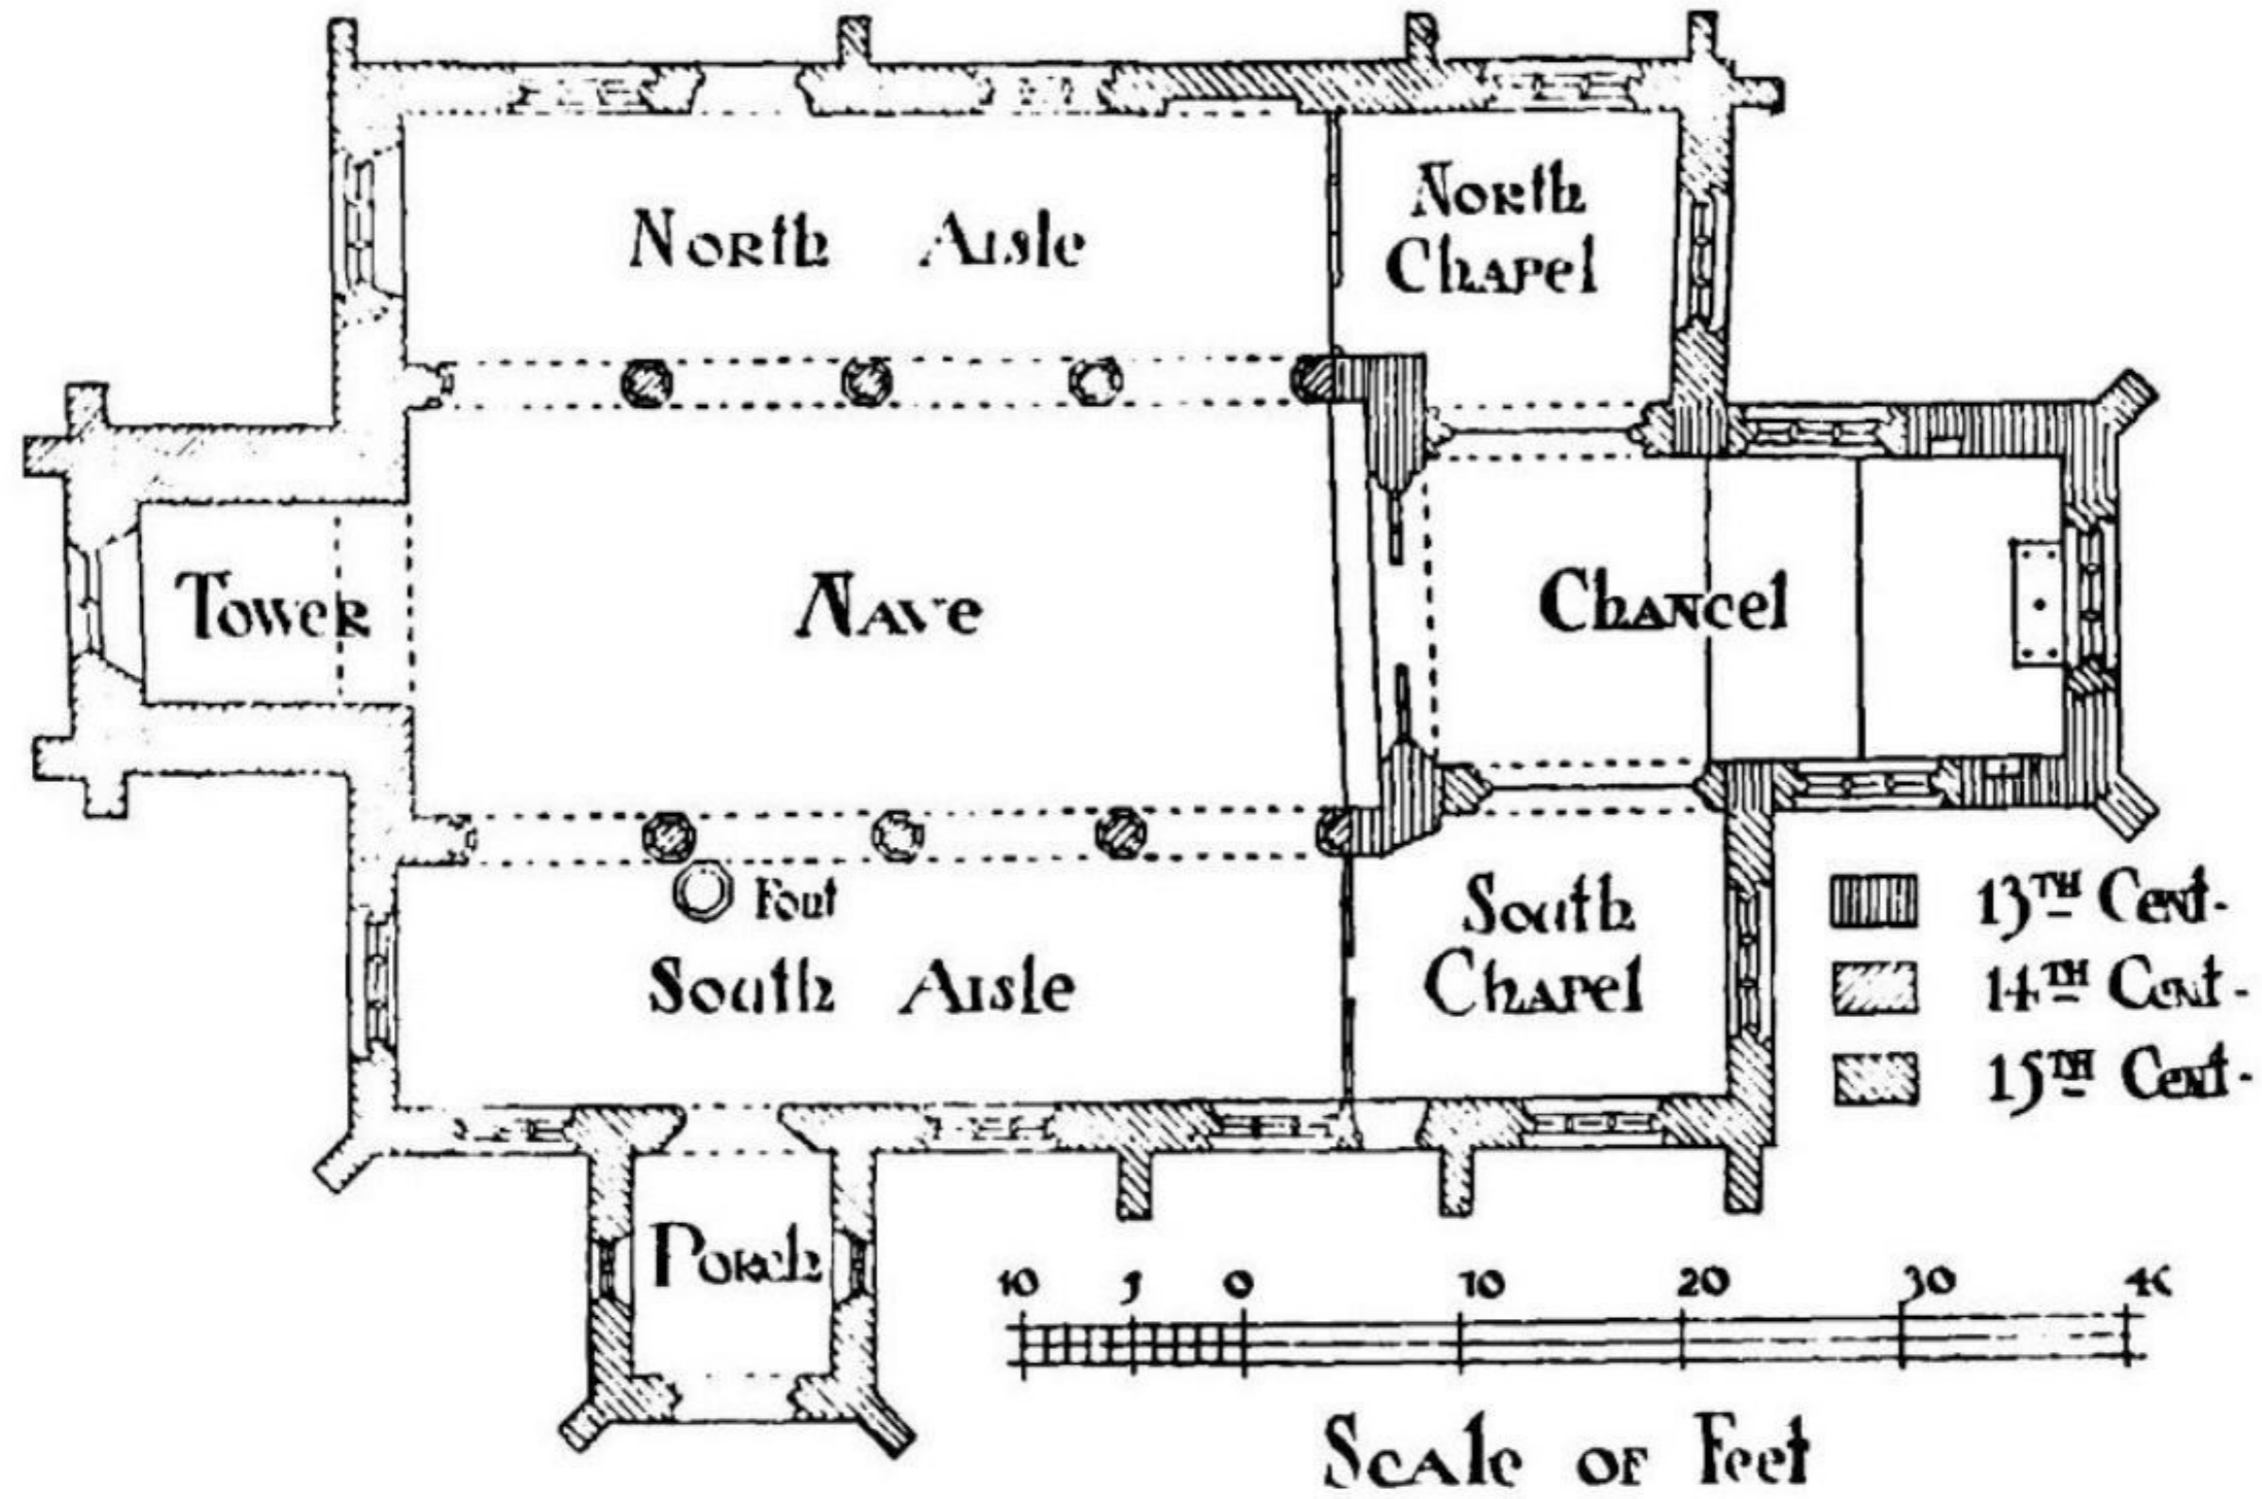 North Aisle
North
Chapel
Tower
Nave
Chancel
Font
South Aisle
South
Chapel
13TH Cent.
14TH Cent.
15TH Cent.
Porch
10 5 0 10 20 30 40
Scale of Feet